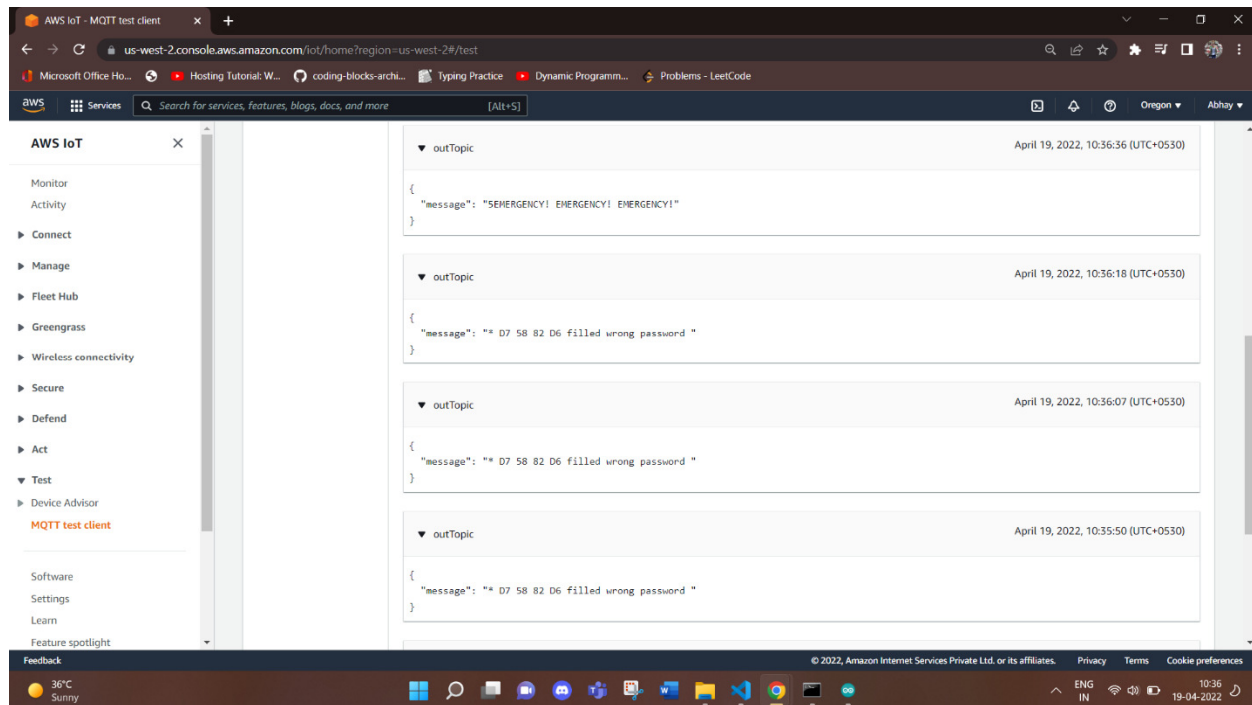 AWS IoT - MQTT test client
us-west-2.console.aws.amazon.com/iot/home?region=us-west-2#/test
Microsoft Office Ho... Hosting Tutorial: W... coding-blocks-archi... Typing Practice Dynamic Programm... Problems - LeetCode
aws Services Search for services, features, blogs, docs, and more [Alt+S] Oregon Abhay
AWS IoT
Monitor
Activity
Connect
Manage
Fleet Hub
Greengrass
Wireless connectivity
Secure
Defend
Act
Test
Device Advisor
MQTT test client
Software
Settings
Learn
Feature spotlight
outTopic April 19, 2022, 10:36:36 (UTC+0530)
{
"message": "5EMERGENCY! EMERGENCY! EMERGENCY!"
}
outTopic April 19, 2022, 10:36:18 (UTC+0530)
{
"message": "* D7 58 82 D6 filled wrong password "
}
outTopic April 19, 2022, 10:36:07 (UTC+0530)
{
"message": "* D7 58 82 D6 filled wrong password "
}
outTopic April 19, 2022, 10:35:50 (UTC+0530)
{
"message": "* D7 58 82 D6 filled wrong password "
}
Feedback © 2022, Amazon Internet Services Private Ltd. or its affiliates. Privacy Terms Cookie preferences
36°C
Sunny
ENG
IN
10:36
19-04-2022